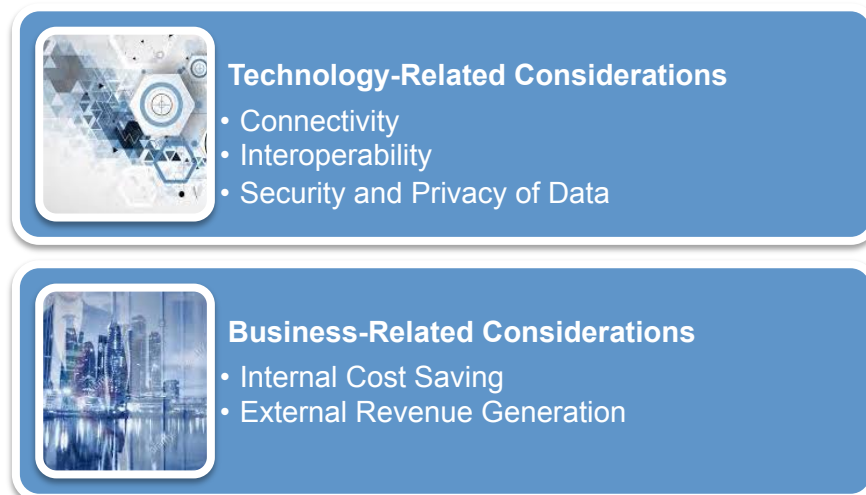 Technology-Related Considerations
• Connectivity
• Interoperability
• Security and Privacy of Data
Business-Related Considerations
• Internal Cost Saving
• External Revenue Generation